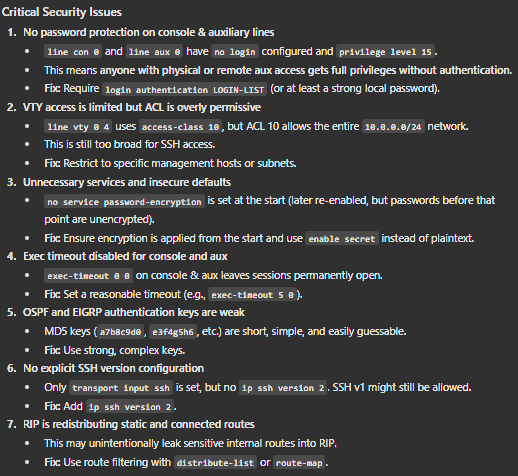 Critical Security Issues
1. No password protection on console & auxiliary lines
• line con 0 and line aux 0 have no login configured and privilege level 15.
• This means anyone with physical or remote aux access gets full privileges without authentication.
• Fix: Require login authentication LOGIN-LIST (or at least a strong local password).
2. VTY access is limited but ACL is overly permissive
• line vty 0 4 uses access-class 10, but ACL 10 allows the entire 10.0.0.0/24 network.
• This is still too broad for SSH access.
• Fix: Restrict to specific management hosts or subnets.
3. Unnecessary services and insecure defaults
• no service password-encryption is set at the start (later re-enabled, but passwords before that
point are unencrypted).
• Fix: Ensure encryption is applied from the start and use enable secret instead of plaintext.
4. Exec timeout disabled for console and aux
• exec-timeout 0 0 on console & aux leaves sessions permanently open.
• Fix: Set a reasonable timeout (e.g., exec-timeout 5 0).
5. OSPF and EIGRP authentication keys are weak
• MD5 keys (a7b8c9d0, e3f4g5h6, etc.) are short, simple, and easily guessable.
• Fix: Use strong, complex keys.
6. No explicit SSH version configuration
• Only transport input ssh is set, but no ip ssh version 2. SSH v1 might still be allowed.
• Fix: Add ip ssh version 2.
7. RIP is redistributing static and connected routes
• This may unintentionally leak sensitive internal routes into RIP.
• Fix: Use route filtering with distribute-list or route-map.